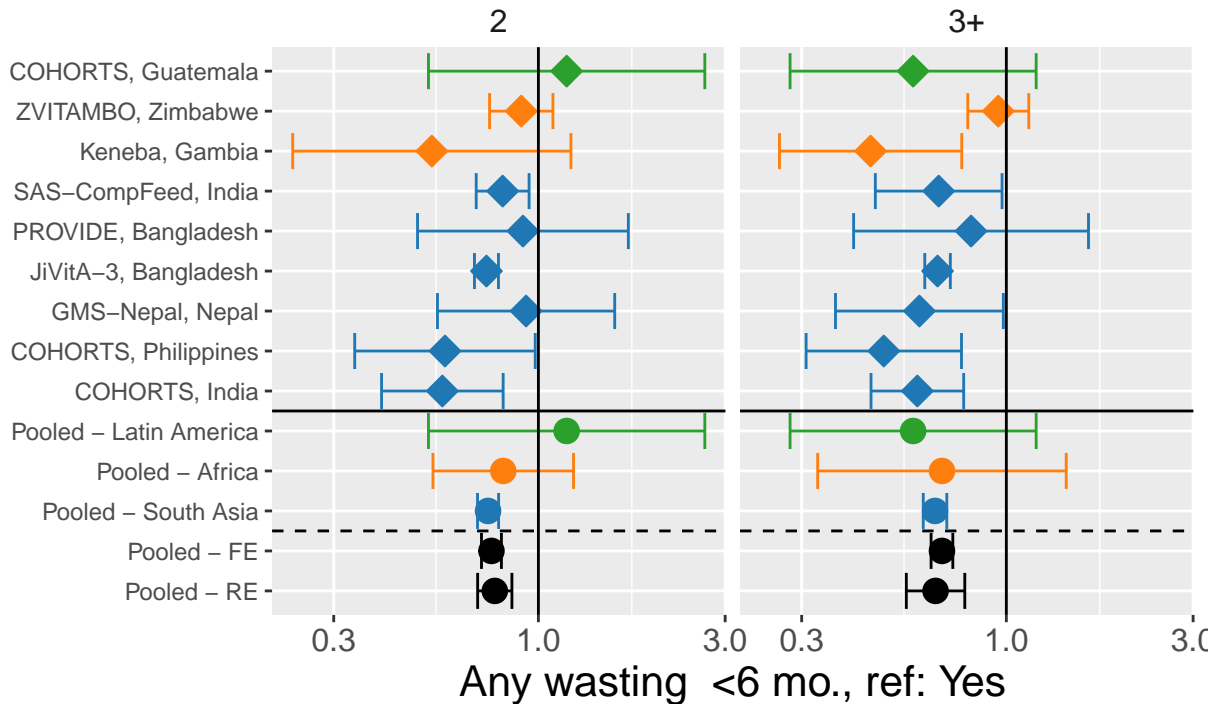 2 3+
COHORTS, Guatemala
ZVITAMBO, Zimbabwe
Keneba, Gambia
SAS−CompFeed, India
PROVIDE, Bangladesh
JiVitA−3, Bangladesh
GMS−Nepal, Nepal
COHORTS, Philippines
COHORTS, India
Pooled − Latin America
Pooled − Africa
Pooled − South Asia
Pooled − FE
Pooled − RE
0.3 1.0 3.0 0.3 1.0 3.0
Any wasting <6 mo., ref: Yes